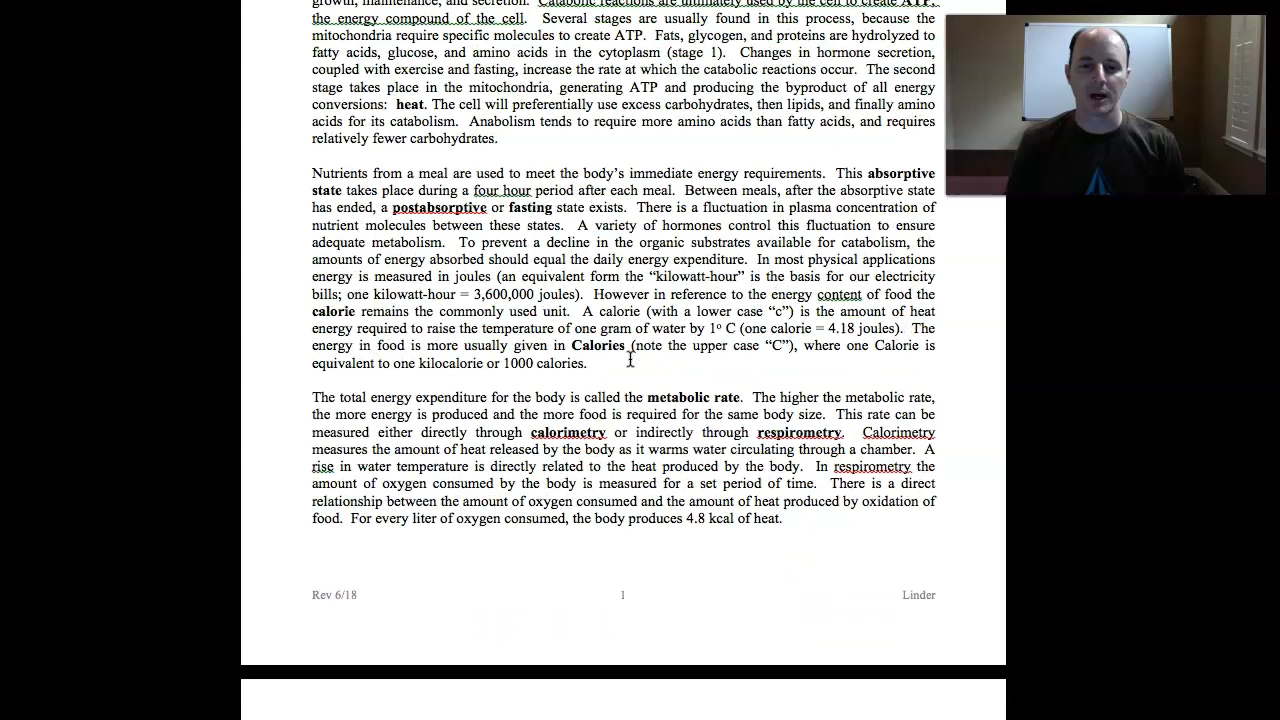 growth, maintenance, and secretion. Catabolic reactions are ultimately used by the cell to create ATP,
the energy compound of the cell. Several stages are usually found in this process, because the
mitochondria require specific molecules to create ATP. Fats, glycogen, and proteins are hydrolyzed to
fatty acids, glucose, and amino acids in the cytoplasm (stage 1). Changes in hormone secretion,
coupled with exercise and fasting, increase the rate at which the catabolic reactions occur. The second
stage takes place in the mitochondria, generating ATP and producing the byproduct of all energy
conversions: heat. The cell will preferentially use excess carbohydrates, then lipids, and finally amino
acids for its catabolism. Anabolism tends to require more amino acids than fatty acids, and requires
relatively fewer carbohydrates.
Nutrients from a meal are used to meet the body's immediate energy requirements. This absorptive
state takes place during a four hour period after each meal. Between meals, after the absorptive state
has ended, a postabsorptive or fasting state exists. There is a fluctuation in plasma concentration of
nutrient molecules between these states. A variety of hormones control this fluctuation to ensure
adequate metabolism. To prevent a decline in the organic substrates available for catabolism, the
amounts of energy absorbed should equal the daily energy expenditure. In most physical applications
energy is measured in joules (an equivalent form the “kilowatt-hour” is the basis for our electricity
bills; one kilowatt-hour = 3,600,000 joules). However in reference to the energy content of food the
calorie remains the commonly used unit. A calorie (with a lower case “c”) is the amount of heat
energy required to raise the temperature of one gram of water by 1º C (one calorie = 4.18 joules). The
energy in food is more usually given in Calories (note the upper case “C”), where one Calorie is
equivalent to one kilocalorie or 1000 calories.
The total energy expenditure for the body is called the metabolic rate. The higher the metabolic rate,
the more energy is produced and the more food is required for the same body size. This rate can be
measured either directly through calorimetry or indirectly through respirometry. Calorimetry
measures the amount of heat released by the body as it warms water circulating through a chamber. A
rise in water temperature is directly related to the heat produced by the body. In respirometry the
amount of oxygen consumed by the body is measured for a set period of time. There is a direct
relationship between the amount of oxygen consumed and the amount of heat produced by oxidation of
food. For every liter of oxygen consumed, the body produces 4.8 kcal of heat.
Rev 6/18 1 Linder